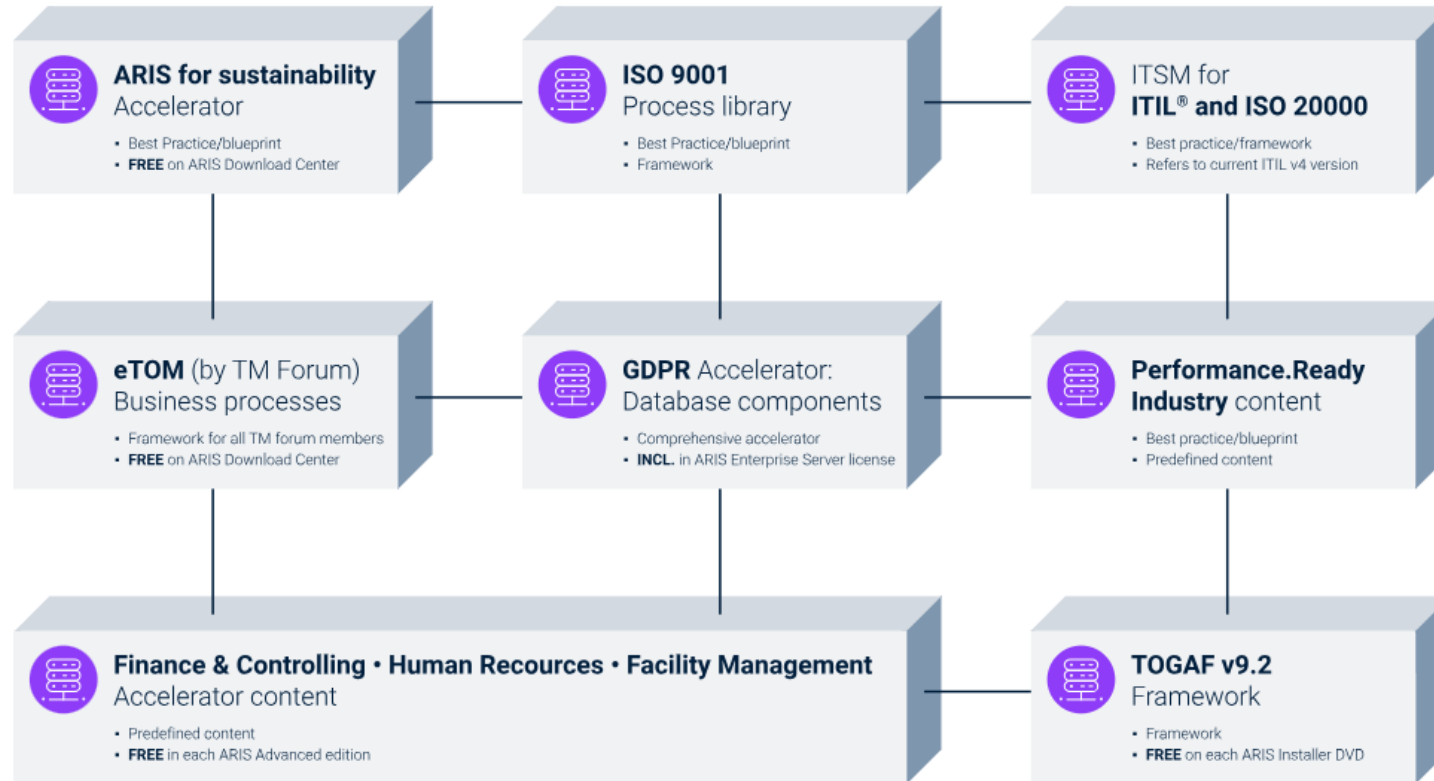 ARIS for sustainability
Accelerator
▪ Best Practice/blueprint
▪ FREE on ARIS Download Center
ISO 9001
Process library
▪ Best Practice/blueprint
▪ Framework
ITSM for
ITIL® and ISO 20000
▪ Best practice/framework
▪ Refers to current ITIL v4 version
eTOM (by TM Forum)
Business processes
▪ Framework for all TM forum members
▪ FREE on ARIS Download Center
GDPR Accelerator:
Database components
▪ Comprehensive accelerator
▪ INCL. in ARIS Enterprise Server license
Performance.Ready
Industry content
▪ Best practice/blueprint
▪ Predefined content
Finance & Controlling • Human Recources • Facility Management
Accelerator content
▪ Predefined content
▪ FREE in each ARIS Advanced edition
TOGAF v9.2
Framework
▪ Framework
▪ FREE on each ARIS Installer DVD